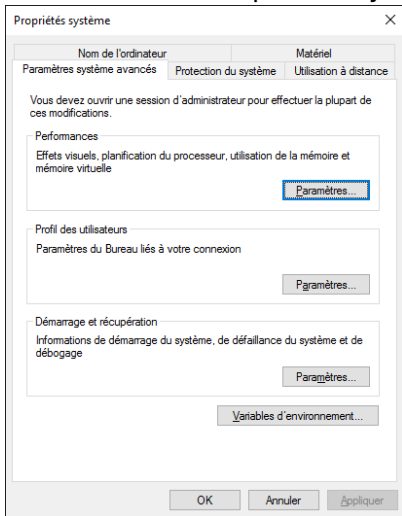 Propriétés système
Nom de l'ordinateur
Matériel
Paramètres système avancés
Protection du système
Utilisation à distance
Vous devez ouvrir une session d'administrateur pour effectuer la plupart de
ces modifications.
Performances
Effets visuels, planification du processeur, utilisation de la mémoire et
mémoire virtuelle
Paramètres...
Profil des utilisateurs
Paramètres du Bureau liés à votre connexion
Paramètres...
Démarrage et récupération
Informations de démarrage du système, de défaillance du système et de
débogage
Paramètres...
Variables d'environnement...
OK
Annuler
Appliquer